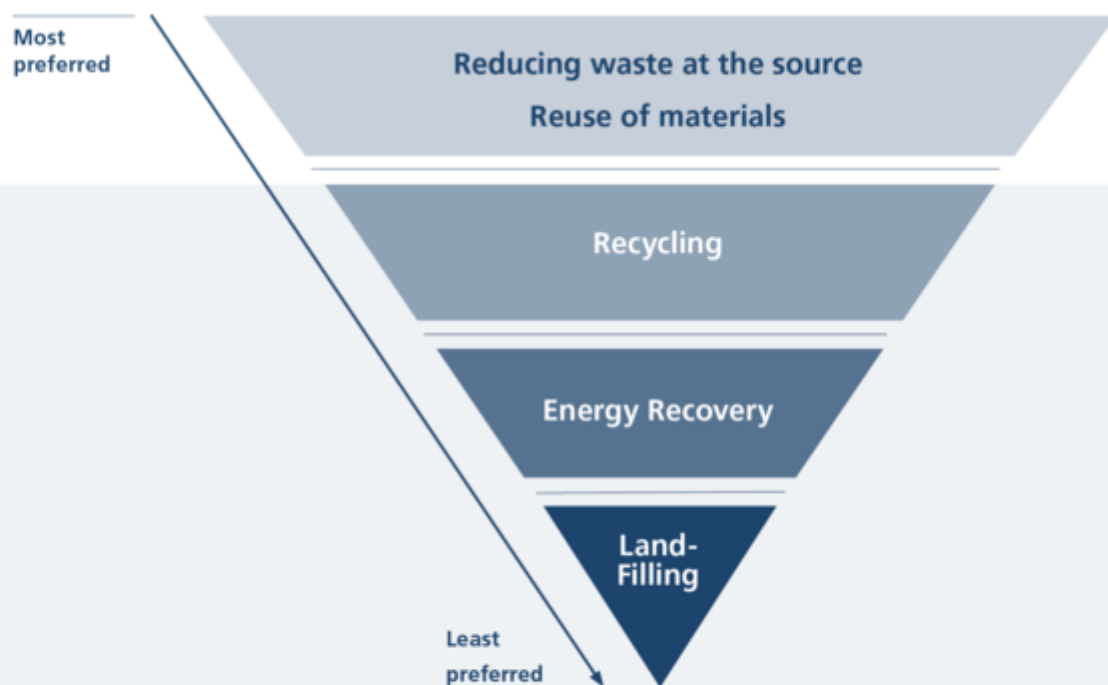 Most
preferred
Reducing waste at the source
Reuse of materials
Recycling
Energy Recovery
Land-
Filling
Least
preferred